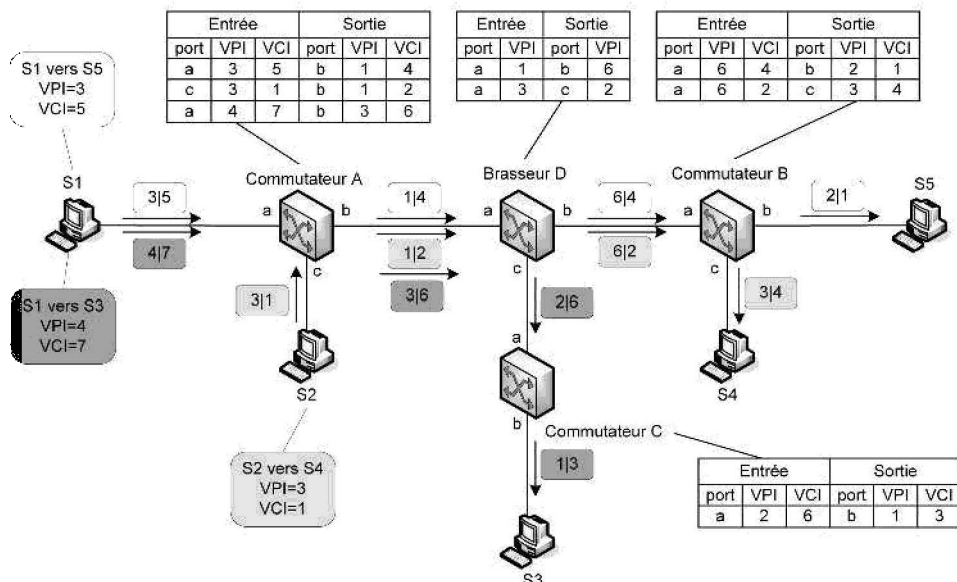 Entrée Sortie
port VPI VCI port VPI VCI
a 3 5 b 1 4
c 3 1 b 1 2
a 4 7 b 3 6
Entrée Sortie
port VPI port VPI
a 1 b 6
a 3 c 2
Entrée Sortie
port VPI VCI port VPI VCI
a 6 4 b 2 1
a 6 2 c 3 4
S1 vers S5
VPI=3
VCI=5
S1
Commutateur A
Brasseur D
Commutateur B
S5
3|5
a
b
1|4
a
b
6|4
a
b
2|1
4|7
1|2
6|2
c
c
c
3|6
3|1
2|6
3|4
S1 vers S3
VPI=4
VCI=7
a
S2
S4
b
Commutateur C
S2 vers S4
VPI=3
VCI=1
1|3
Entrée Sortie
port VPI VCI port VPI VCI
a 2 6 b 1 3
S3